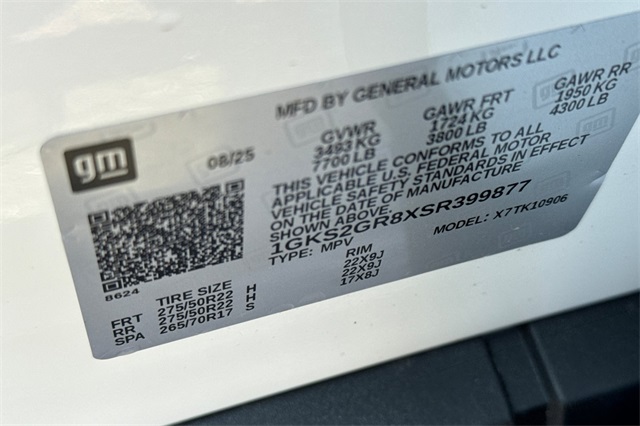 MFD BY GENERAL MOTORS LLC
gm
08/25
GVWR GAWR FRT GAWR RR
3493 KG 1724 KG 1950 KG
7700 LB 3800 LB 4300 LB
THIS VEHICLE CONFORMS TO ALL
APPLICABLE U.S. FEDERAL MOTOR
VEHICLE SAFETY STANDARDS IN EFFECT
ON THE DATE OF MANUFACTURE
SHOWN ABOVE.
1GKS2GR8XSR399877
TYPE: MPV MODEL: X7TK10906
8624
TIRE SIZE RIM
FRT 275/50R22 H 22X9J
RR 275/50R22 H 22X9J
SPA 265/70R17 S 17X8J